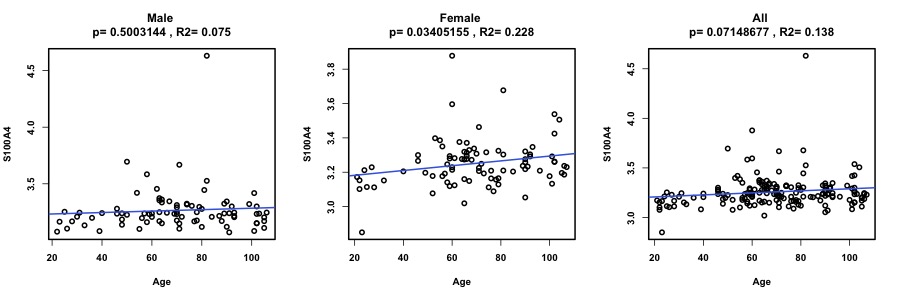 Male
p= 0.5003144 , R2= 0.075
S100A4
4.5
4.0
3.5
20 40 60 80 100
Age
Female
p= 0.03405155 , R2= 0.228
S100A4
3.8
3.6
3.4
3.2
3.0
20 40 60 80 100
Age
All
p= 0.07148677 , R2= 0.138
S100A4
4.5
4.0
3.5
3.0
20 40 60 80 100
Age